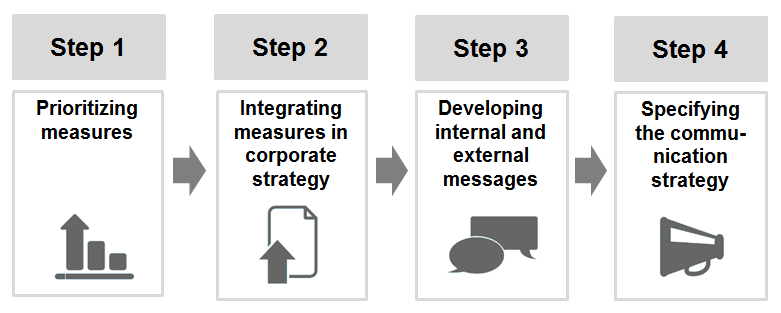 Step 1
Prioritizing
measures
Step 2
Integrating
measures in
corporate
strategy
Step 3
Developing
internal and
external
messages
Step 4
Specifying
the commu-
nication
strategy